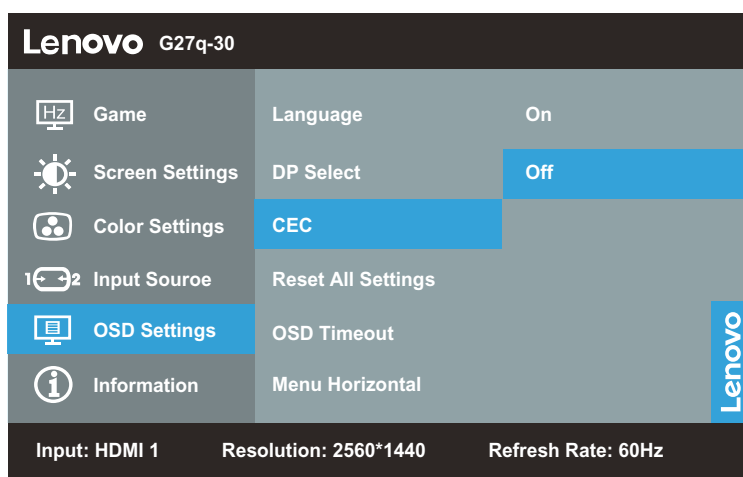 Lenovo G27q-30
Hz Game
Language
On
Screen Settings
DP Select
Off
Color Settings
CEC
1 2 Input Souroe
Reset All Settings
OSD Settings
OSD Timeout
Information
Menu Horizontal
Lenovo
Input: HDMI 1 Resolution: 2560*1440 Refresh Rate: 60Hz